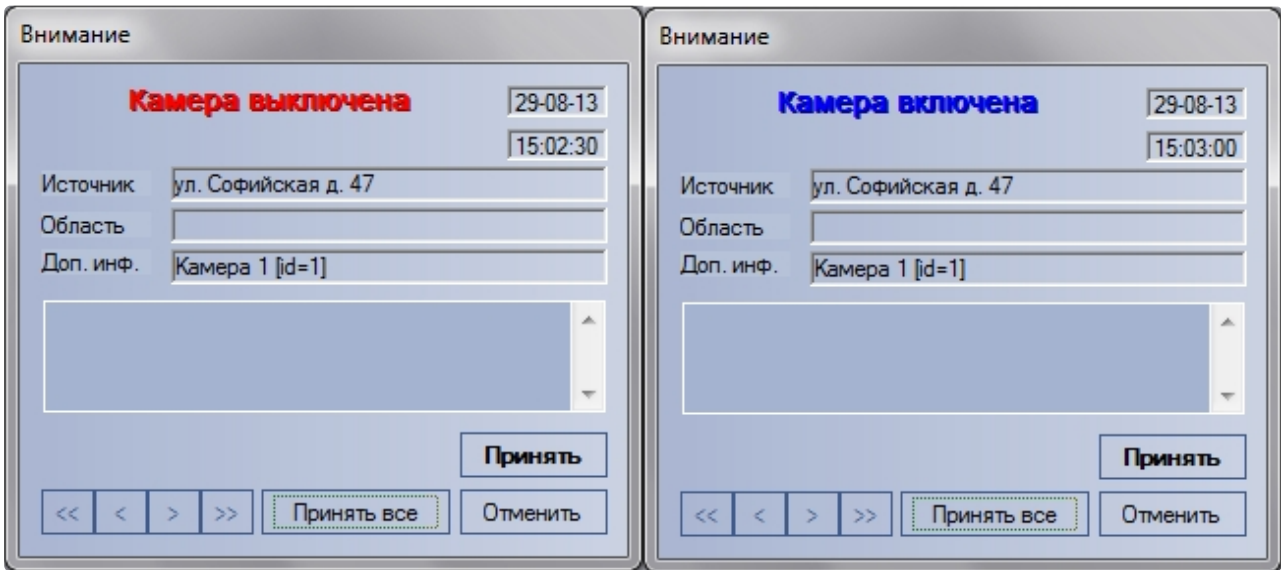 Внимание
Камера выключена
29-08-13
15:02:30
Источник ул. Софийская д. 47
Область
Доп. инф. Камера 1 [id=1]
Принять
<< < > >> Принять все Отменить
Внимание
Камера включена
29-08-13
15:03:00
Источник ул. Софийская д. 47
Область
Доп. инф. Камера 1 [id=1]
Принять
<< < > >> Принять все Отменить